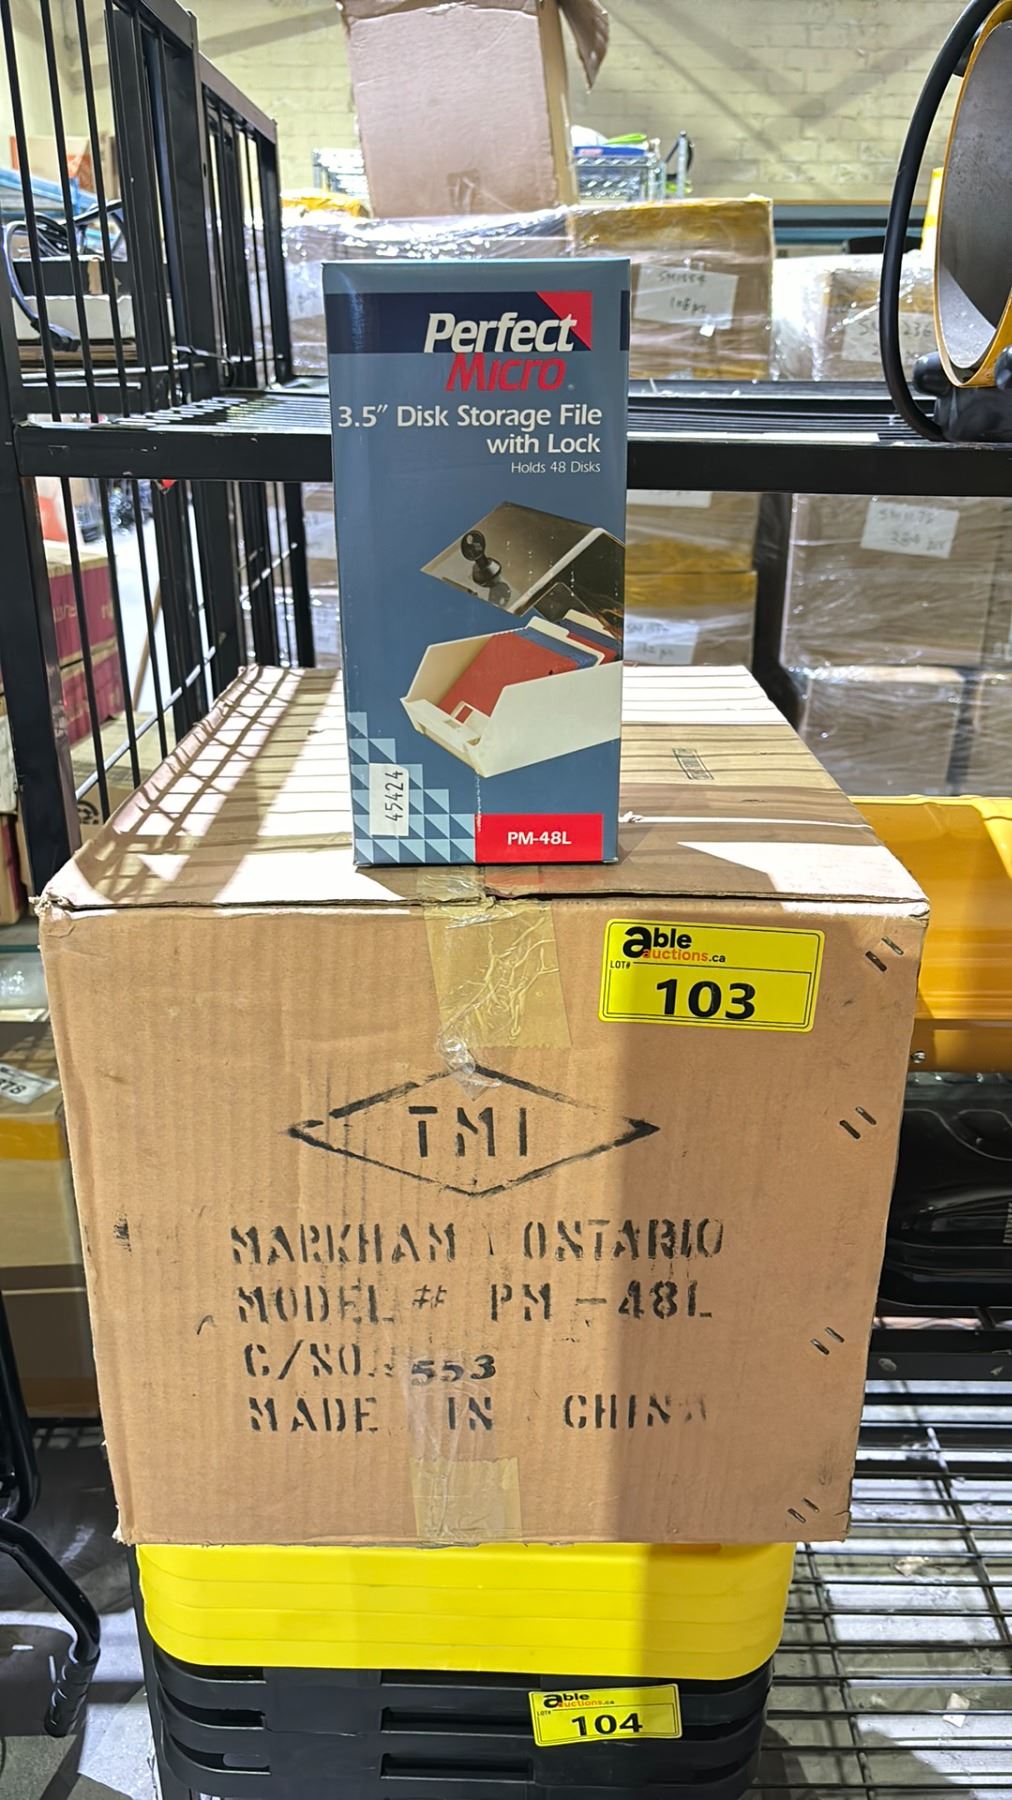 Perfect
Micro
3.5" Disk Storage File
with Lock
Holds 48 Disks
45424
PM-48L
able
auctions.ca
LOT#
103
TMI
MARKHAM ONTARIO
MODEL # PM-48L
C/NO. 553
MADE IN CHINA
able
auctions.ca
LOT#
104